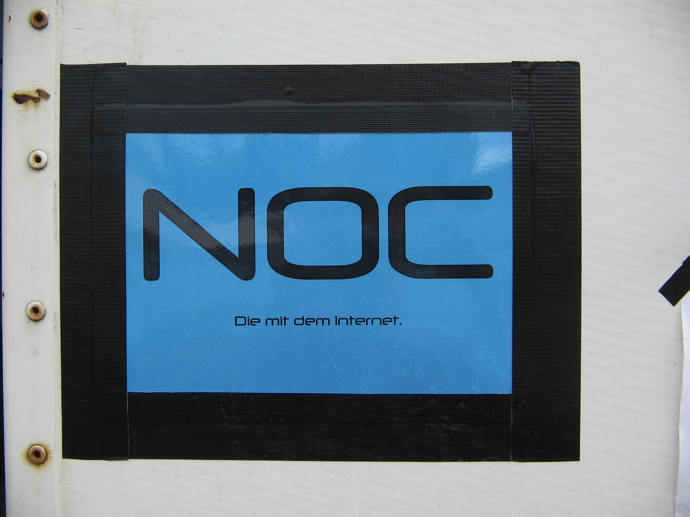 NOC
Die mit dem Internet.